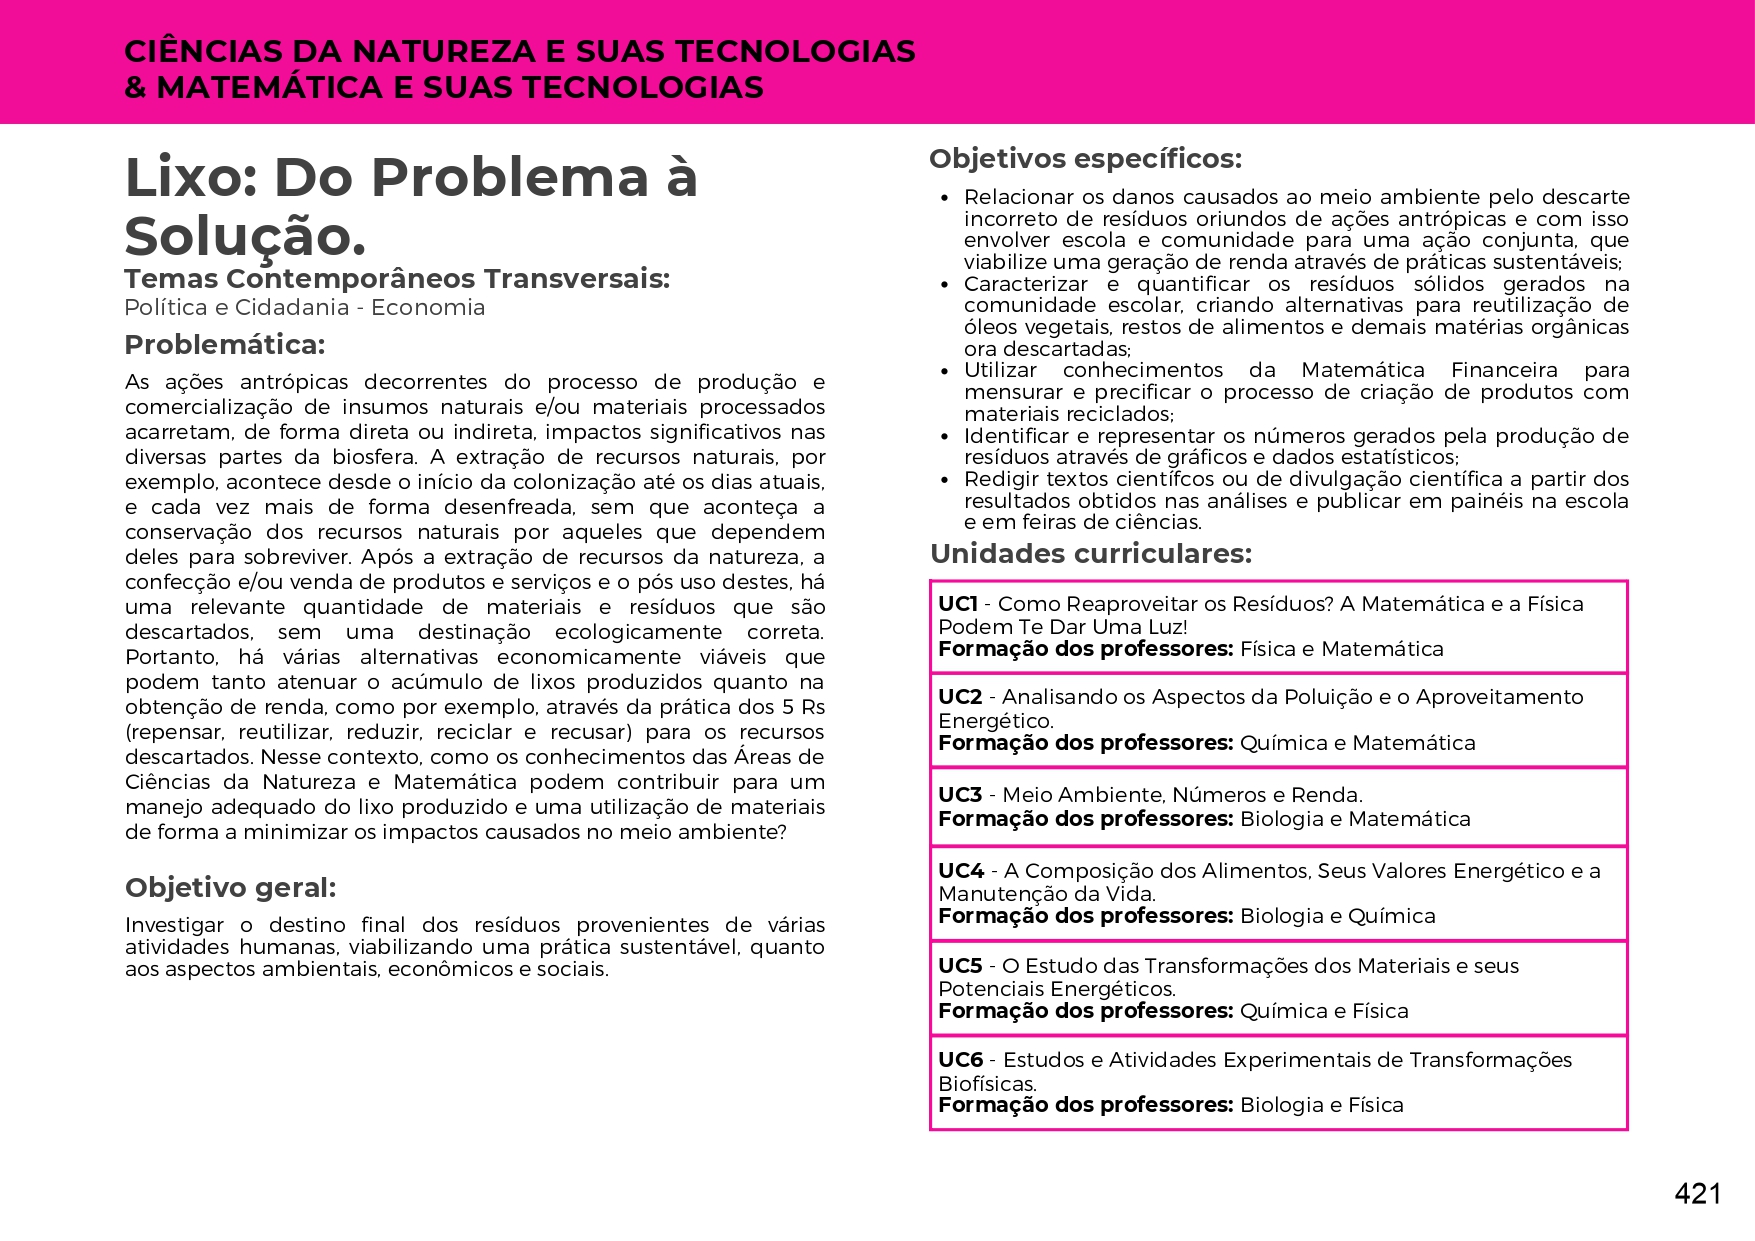 CIÊNCIAS DA NATUREZA E SUAS TECNOLOGIAS
& MATEMÁTICA E SUAS TECNOLOGIAS
Lixo: Do Problema à
Solução.
Temas Contemporâneos Transversais:
Política e Cidadania - Economia
Problemática:
As ações antrópicas decorrentes do processo de produção e
comercialização de insumos naturais e/ou materiais processados
acarretam, de forma direta ou indireta, impactos significativos nas
diversas partes da biosfera. A extração de recursos naturais, por
exemplo, acontece desde o início da colonização até os dias atuais,
e cada vez mais de forma desenfreada, sem que aconteça a
conservação dos recursos naturais por aqueles que dependem
deles para sobreviver. Após a extração de recursos da natureza, a
confecção e/ou venda de produtos e serviços e o pós uso destes, há
uma relevante quantidade de materiais e resíduos que são
descartados, sem uma destinação ecologicamente correta.
Portanto, há várias alternativas economicamente viáveis que
podem tanto atenuar o acúmulo de lixos produzidos quanto na
obtenção de renda, como por exemplo, através da prática dos 5 Rs
(repensar, reutilizar, reduzir, reciclar e recusar) para os recursos
descartados. Nesse contexto, como os conhecimentos das Áreas de
Ciências da Natureza e Matemática podem contribuir para um
manejo adequado do lixo produzido e uma utilização de materiais
de forma a minimizar os impactos causados no meio ambiente?
Objetivo geral:
Investigar o destino final dos resíduos provenientes de várias
atividades humanas, viabilizando uma prática sustentável, quanto
aos aspectos ambientais, econômicos e sociais.
Objetivos específicos:
• Relacionar os danos causados ao meio ambiente pelo descarte
incorreto de resíduos oriundos de ações antrópicas e com isso
envolver escola e comunidade para uma ação conjunta, que
viabilize uma geração de renda através de práticas sustentáveis;
• Caracterizar e quantificar os resíduos sólidos gerados na
comunidade escolar, criando alternativas para reutilização de
óleos vegetais, restos de alimentos e demais matérias orgânicas
ora descartadas;
• Utilizar conhecimentos da Matemática Financeira para
mensurar e precificar o processo de criação de produtos com
materiais reciclados;
• Identificar e representar os números gerados pela produção de
resíduos através de gráficos e dados estatísticos;
• Redigir textos científcos ou de divulgação científica a partir dos
resultados obtidos nas análises e publicar em painéis na escola
e em feiras de ciências.
Unidades curriculares:
UC1 - Como Reaproveitar os Resíduos? A Matemática e a Física
Podem Te Dar Uma Luz!
Formação dos professores: Física e Matemática
UC2 - Analisando os Aspectos da Poluição e o Aproveitamento
Energético.
Formação dos professores: Química e Matemática
UC3 - Meio Ambiente, Números e Renda.
Formação dos professores: Biologia e Matemática
UC4 - A Composição dos Alimentos, Seus Valores Energético e a
Manutenção da Vida.
Formação dos professores: Biologia e Química
UC5 - O Estudo das Transformações dos Materiais e seus
Potenciais Energéticos.
Formação dos professores: Química e Física
UC6 - Estudos e Atividades Experimentais de Transformações
Biofísicas.
Formação dos professores: Biologia e Física
421